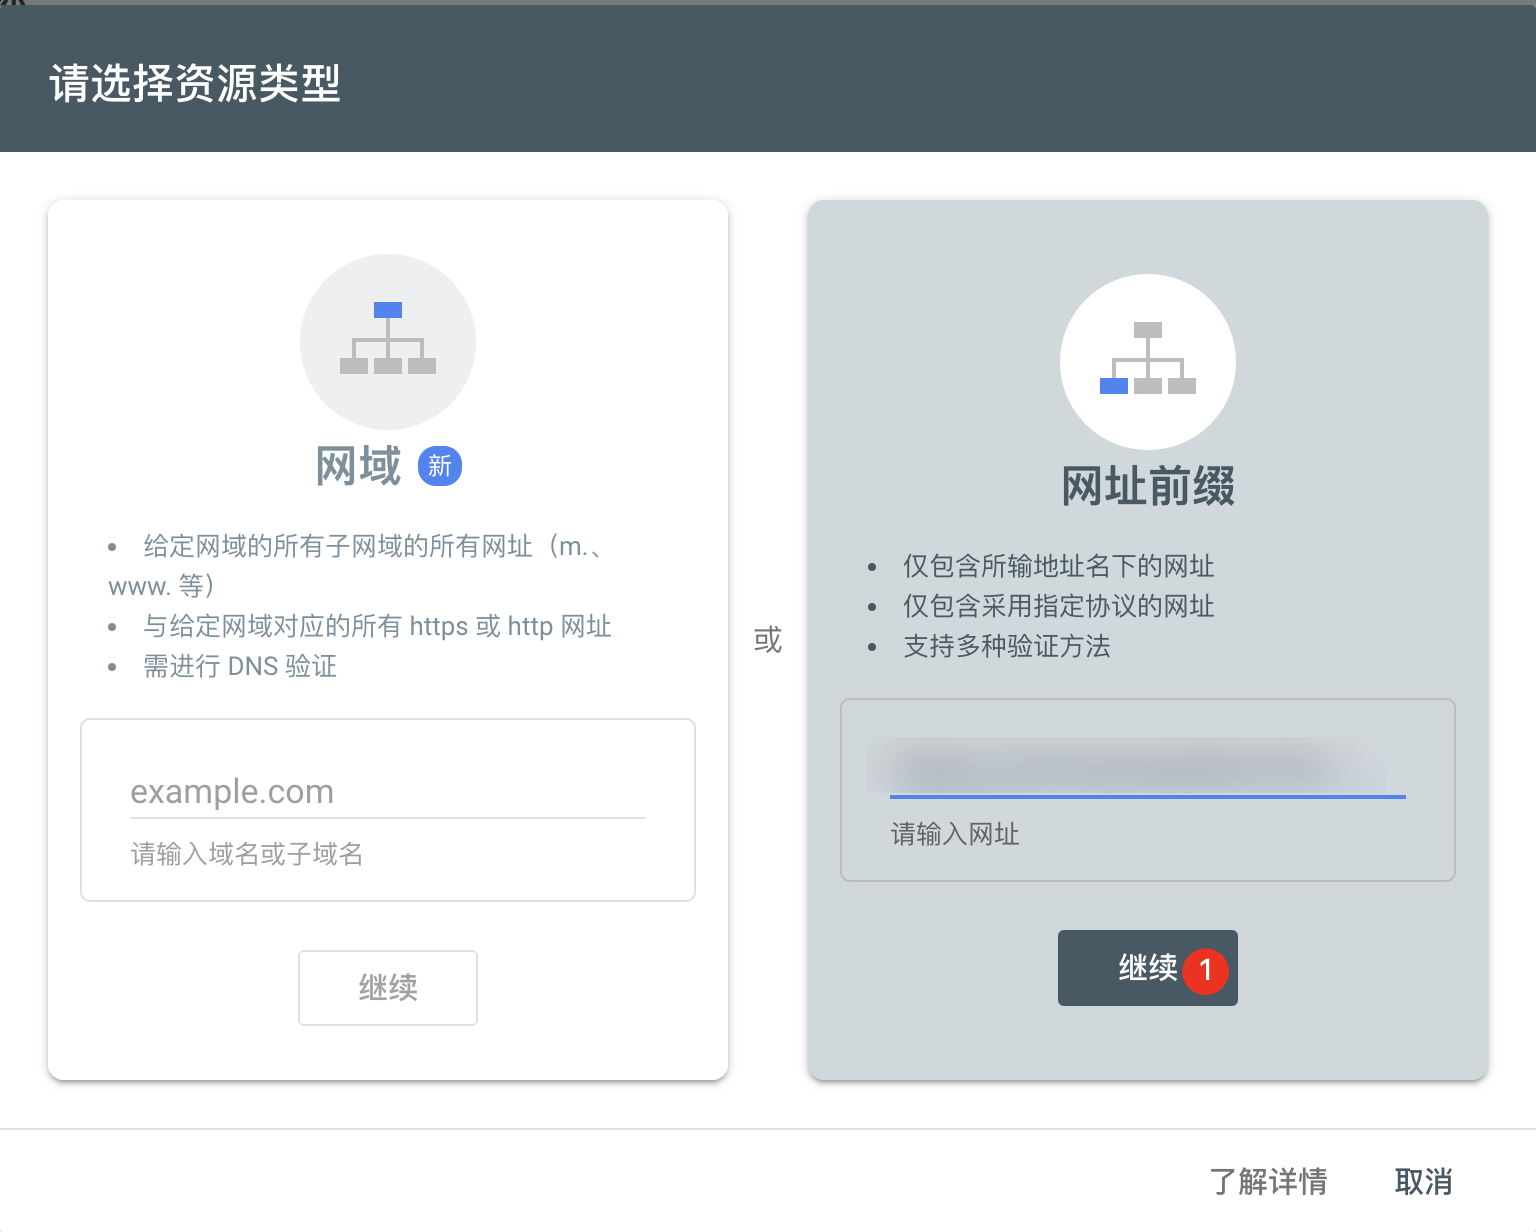 请选择资源类型
网域 新
• 给定网域的所有子网域的所有网址（m.、
www. 等）
• 与给定网域对应的所有 https 或 http 网址
• 需进行 DNS 验证
example.com
请输入域名或子域名
继续
或
网址前缀
• 仅包含所输地址名下的网址
• 仅包含采用指定协议的网址
• 支持多种验证方法
请输入网址
继续 1
了解详情
取消